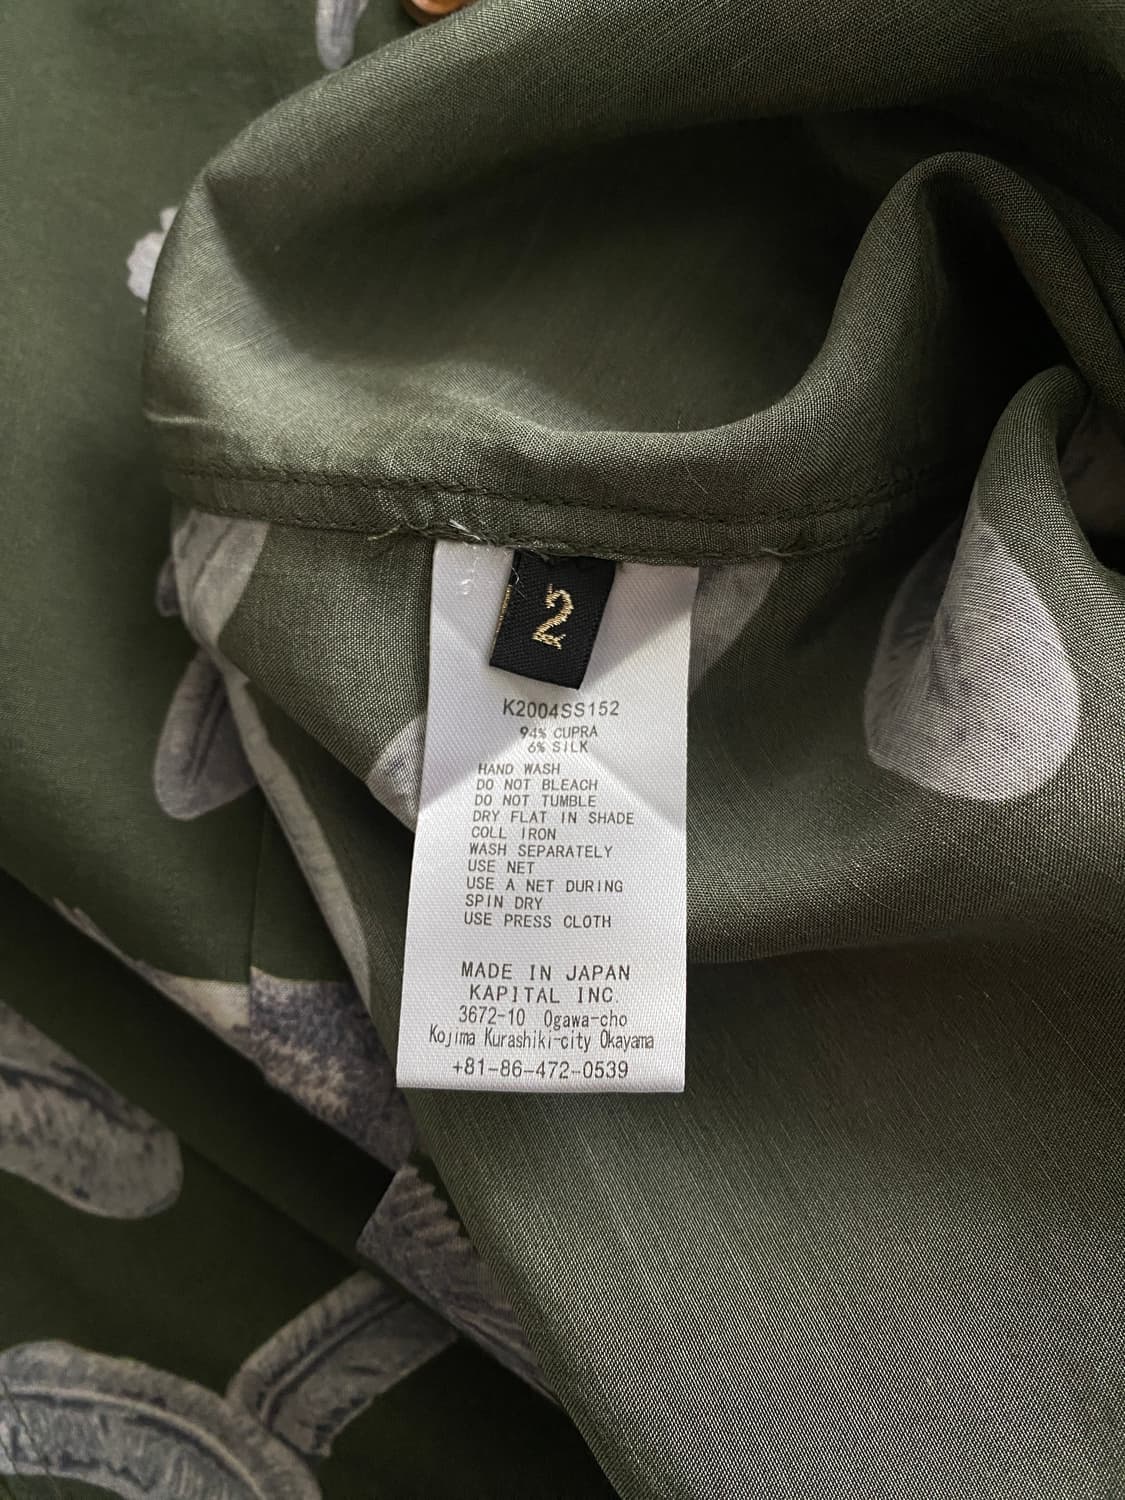 2
K2004SS152
94% CUPRA
6% SILK
HAND WASH
DO NOT BLEACH
DO NOT TUMBLE
DRY FLAT IN SHADE
COLL IRON
WASH SEPARATELY
USE NET
USE A NET DURING
SPIN DRY
USE PRESS CLOTH
MADE IN JAPAN
KAPITAL INC.
3672-10 Ogawa-cho
Kojima Kurashiki-city Okayama
+81-86-472-0539